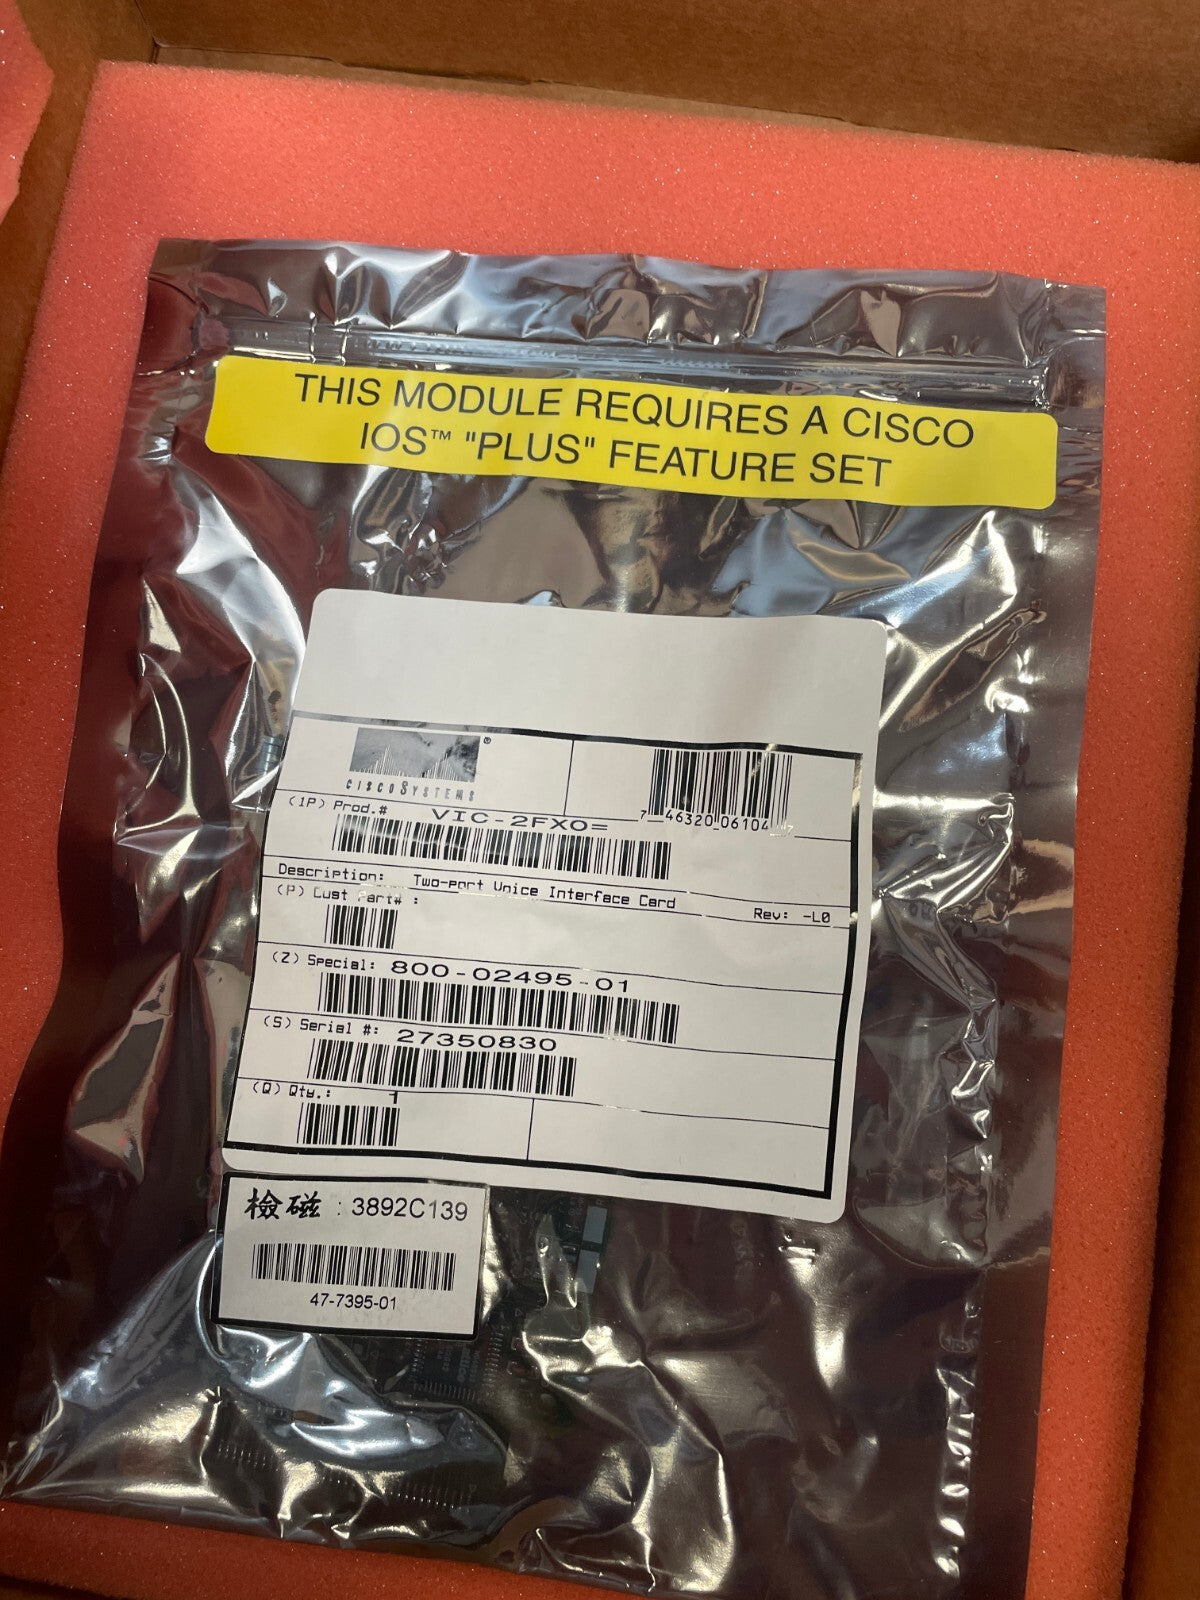 THIS MODULE REQUIRES A CISCO
IOS™ "PLUS" FEATURE SET
CISCO SYSTEMS ®
7 46320 06104 7
(1P) Prod.# VIC-2FXO=
Description: Two-port Voice Interface Card
Rev: -L0
(P) Cust Part# :
(Z) Special: 800-02495-01
(S) Serial #: 27350830
(Q) Qty.: 1
檢磁 : 3892C139
47-7395-01